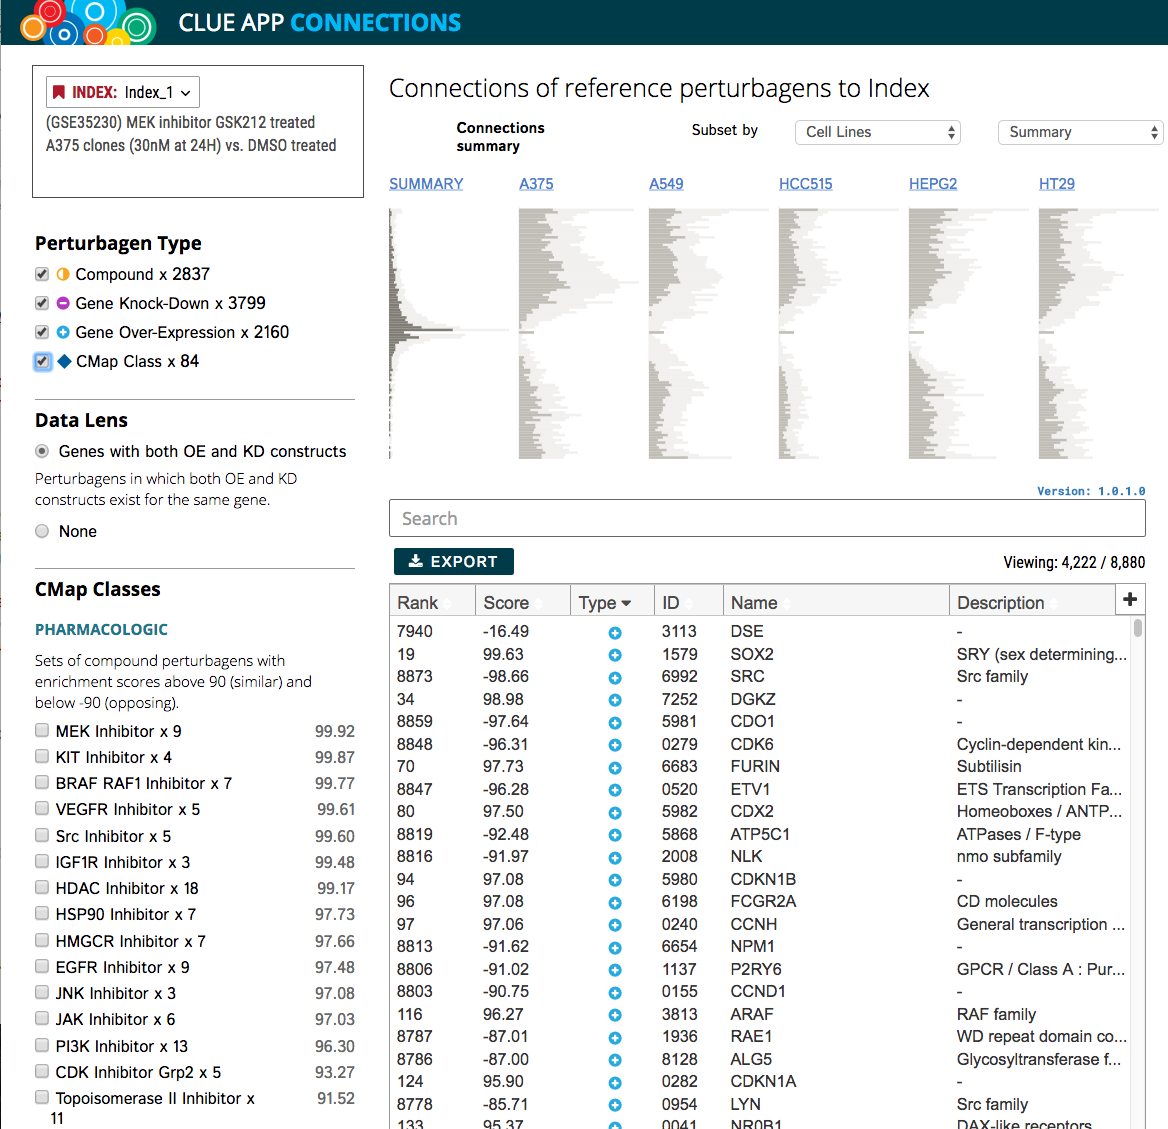 CLUE APP CONNECTIONS
INDEX: Index_1
(GSE35230) MEK inhibitor GSK212 treated
A375 clones (30nM at 24H) vs. DMSO treated
Perturbagen Type
Compound x 2837
Gene Knock-Down x 3799
Gene Over-Expression x 2160
CMap Class x 84
Data Lens
Genes with both OE and KD constructs
Perturbagens in which both OE and KD
constructs exist for the same gene.
None
CMap Classes
PHARMACOLOGIC
Sets of compound perturbagens with
enrichment scores above 90 (similar) and
below -90 (opposing).
MEK Inhibitor x 9 99.92
KIT Inhibitor x 4 99.87
BRAF RAF1 Inhibitor x 7 99.77
VEGFR Inhibitor x 5 99.61
Src Inhibitor x 5 99.60
IGF1R Inhibitor x 3 99.48
HDAC Inhibitor x 18 99.17
HSP90 Inhibitor x 7 97.73
HMGCR Inhibitor x 7 97.66
EGFR Inhibitor x 9 97.48
JNK Inhibitor x 3 97.08
JAK Inhibitor x 6 97.03
PI3K Inhibitor x 13 96.30
CDK Inhibitor Grp2 x 5 93.27
Topoisomerase II Inhibitor x 91.52
11
Connections of reference perturbagens to Index
Connections
summary
Subset by Cell Lines Summary
SUMMARY A375 A549 HCC515 HEPG2 HT29
Version: 1.0.1.0
Search
EXPORT
Viewing: 4,222 / 8,880
Rank Score Type ID Name Description +
7940 -16.49 3113 DSE -
19 99.63 1579 SOX2 SRY (sex determining...
8873 -98.66 6992 SRC Src family
34 98.98 7252 DGKZ -
8859 -97.64 5981 CDO1 -
8848 -96.31 0279 CDK6 Cyclin-dependent kin...
70 97.73 6683 FURIN Subtilisin
8847 -96.28 0520 ETV1 ETS Transcription Fa...
80 97.50 5982 CDX2 Homeoboxes / ANTP...
8819 -92.48 5868 ATP5C1 ATPases / F-type
8816 -91.97 2008 NLK nmo subfamily
94 97.08 5980 CDKN1B -
96 97.08 6198 FCGR2A CD molecules
97 97.06 0240 CCNH General transcription ...
8813 -91.62 6654 NPM1 -
8806 -91.02 1137 P2RY6 GPCR / Class A : Pur...
8803 -90.75 0155 CCND1 -
116 96.27 3813 ARAF RAF family
8787 -87.01 1936 RAE1 WD repeat domain co...
8786 -87.00 8128 ALG5 Glycosyltransferase f...
124 95.90 0282 CDKN1A -
8778 -85.71 0954 LYN Src family
133 95.37 0041 NR0B1 DAX-like receptors